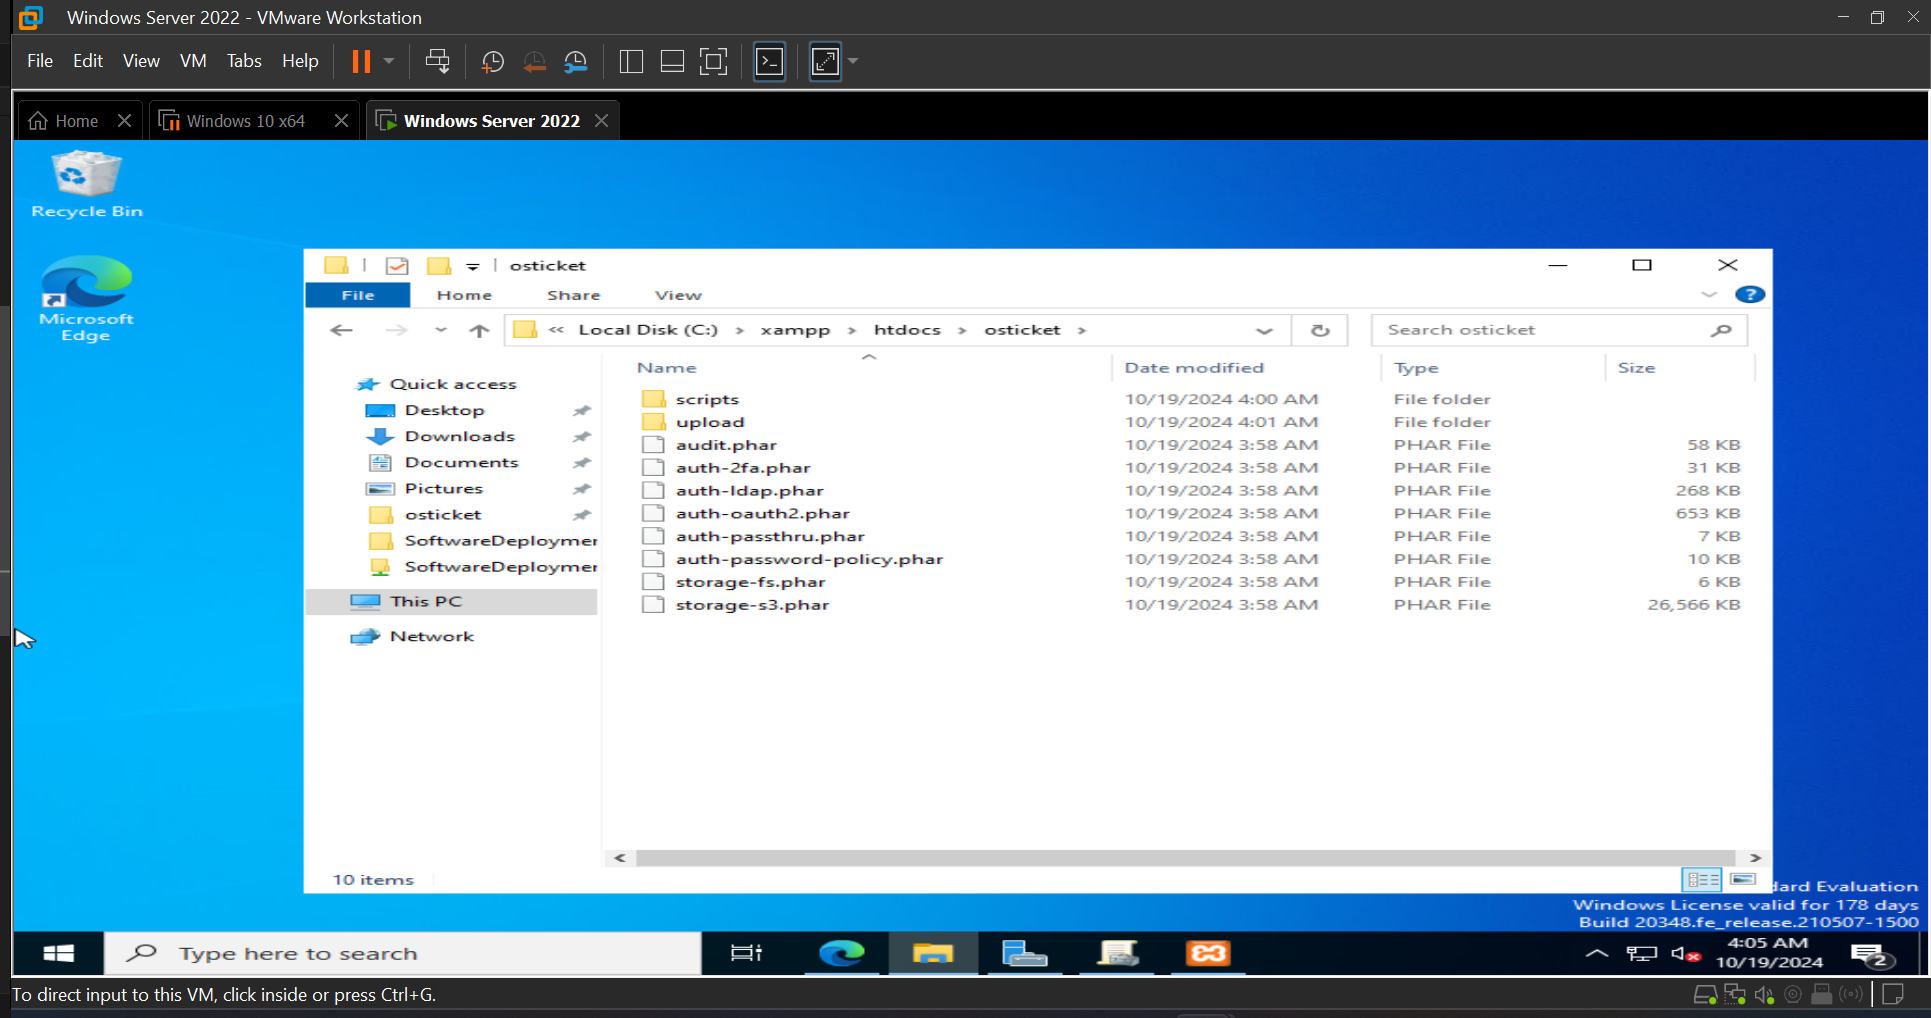 Windows Server 2022 - VMware Workstation
File Edit View VM Tabs Help
Home Windows 10 x64 Windows Server 2022
Recycle Bin
Microsoft
Edge
osticket
File Home Share View
« Local Disk (C:) > xampp > htdocs > osticket >
Search osticket
Name Date modified Type Size
Quick access
Desktop
Downloads
Documents
Pictures
osticket
SoftwareDeploymer
SoftwareDeploymer
This PC
Network
scripts 10/19/2024 4:00 AM File folder
upload 10/19/2024 4:01 AM File folder
audit.phar 10/19/2024 3:58 AM PHAR File 58 KB
auth-2fa.phar 10/19/2024 3:58 AM PHAR File 31 KB
auth-ldap.phar 10/19/2024 3:58 AM PHAR File 268 KB
auth-oauth2.phar 10/19/2024 3:58 AM PHAR File 653 KB
auth-passthru.phar 10/19/2024 3:58 AM PHAR File 7 KB
auth-password-policy.phar 10/19/2024 3:58 AM PHAR File 10 KB
storage-fs.phar 10/19/2024 3:58 AM PHAR File 6 KB
storage-s3.phar 10/19/2024 3:58 AM PHAR File 26,566 KB
10 items
dard Evaluation
Windows License valid for 178 days
Build 20348.fe_release.210507-1500
Type here to search
4:05 AM
10/19/2024
2
To direct input to this VM, click inside or press Ctrl+G.